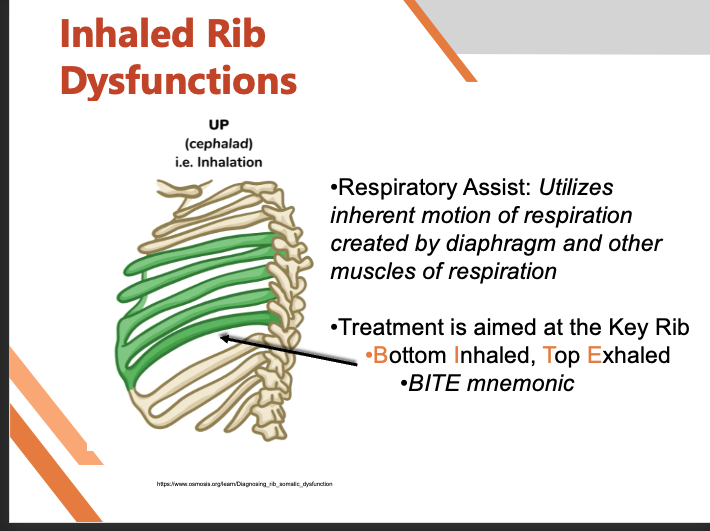 Inhaled Rib
Dysfunctions
UP
(cephalad)
i.e. Inhalation
•Respiratory Assist: Utilizes
inherent motion of respiration
created by diaphragm and other
muscles of respiration
•Treatment is aimed at the Key Rib
•Bottom Inhaled, Top Exhaled
•BITE mnemonic
https://www.osmosis.org/learn/Diagnosing_rib_somatic_dysfunction